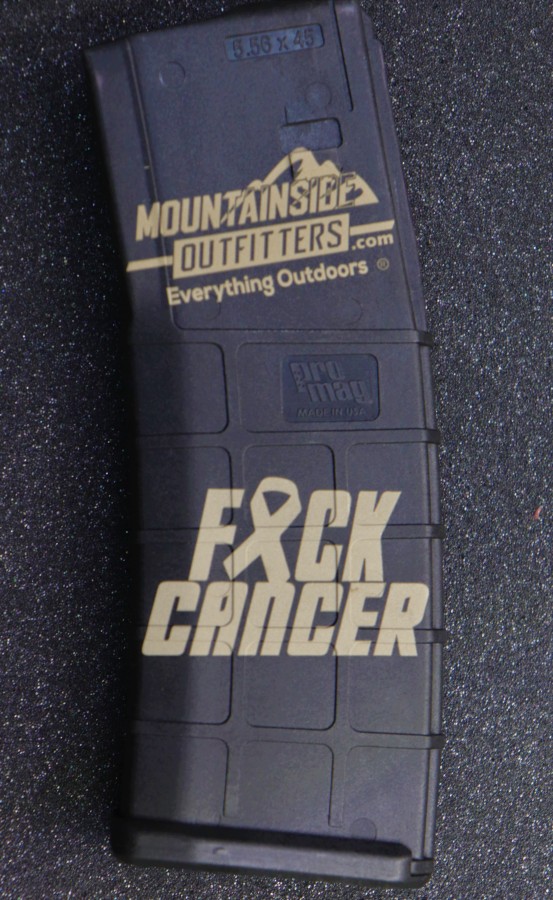 5.56 x 45
MOUNTAINSIDE
OUTFITTERS.com
Everything Outdoors ®
pro
mag
MADE IN USA
F CK
CANCER